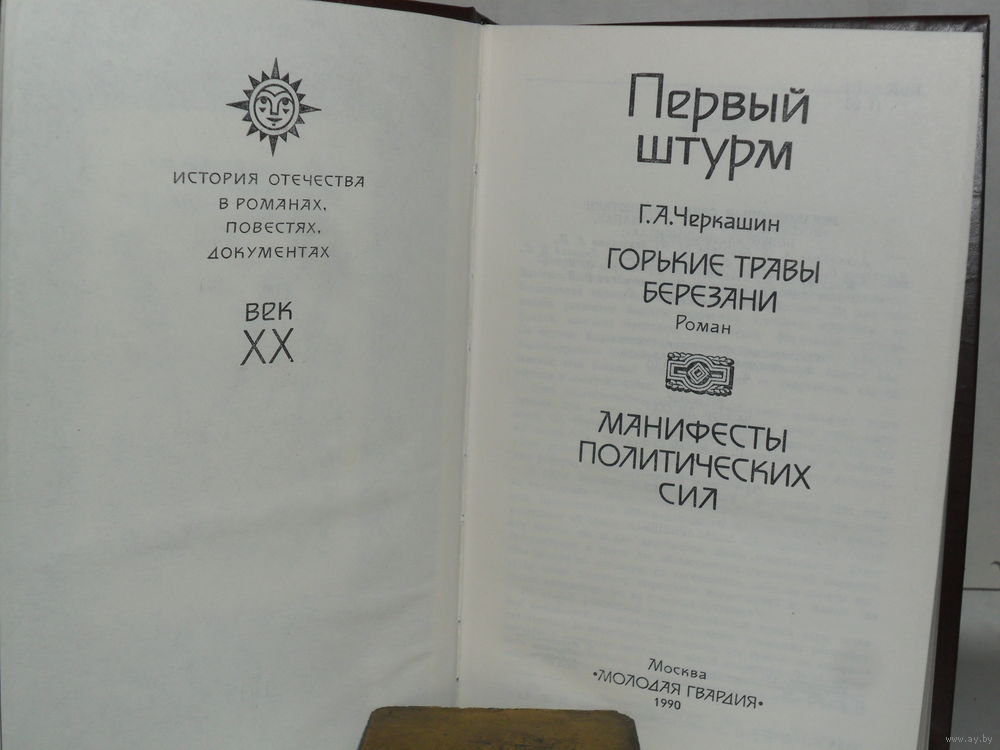 ИСТОРИЯ ОТЕЧЕСТВА
В РОМАНАХ,
ПОВЕСТЯХ,
ДОКУМЕНТАХ
ВЕК
XX
Первый
штурм
Г.А.Черкашин
ГОРЬКИЕ ТРАВЫ
БЕРЕЗАНИ
Роман
МАНИФЕСТЫ
ПОЛИТИЧЕСКИХ
СИЛ
Москва
«МОЛОДАЯ ГВАРДИЯ»
1990
www.ay.by